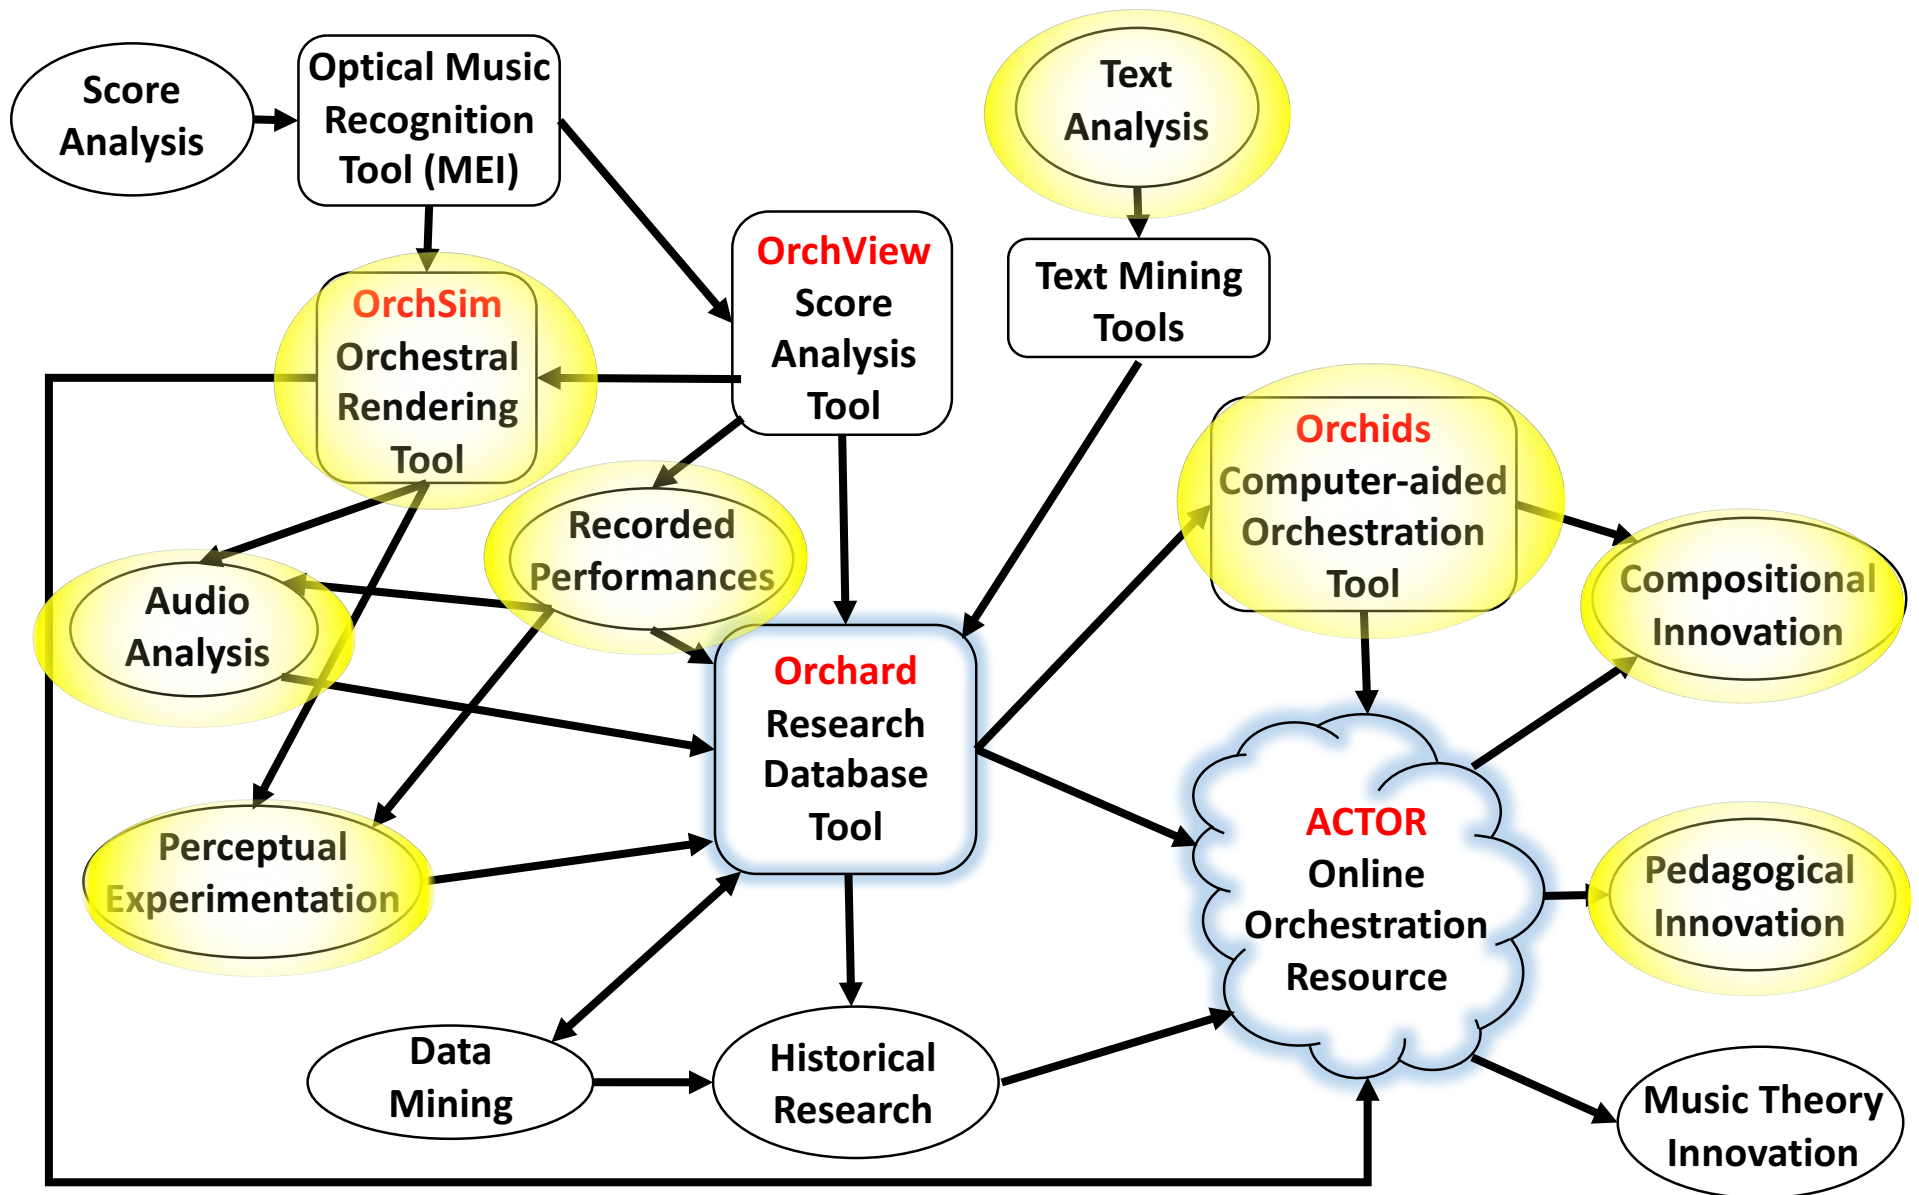 Score
Analysis
Optical Music
Recognition
Tool (MEI)
Text
Analysis
OrchView
Score
Analysis
Tool
Text Mining
Tools
OrchSim
Orchestral
Rendering
Tool
Orchids
Computer-aided
Orchestration
Tool
Recorded
Performances
Compositional
Innovation
Audio
Analysis
Orchard
Research
Database
Tool
ACTOR
Online
Orchestration
Resource
Perceptual
Experimentation
Pedagogical
Innovation
Data
Mining
Historical
Research
Music Theory
Innovation